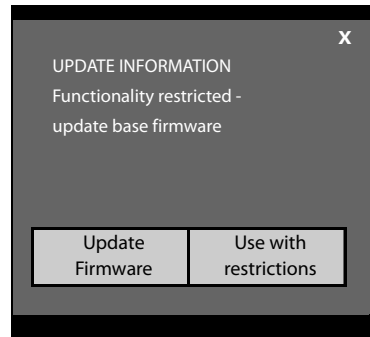 X
UPDATE INFORMATION
Functionality restricted -
update base firmware
Update
Firmware
Use with
restrictions